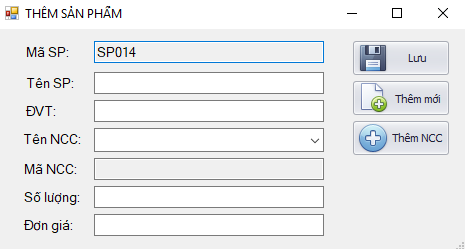 THÊM SẢN PHẨM
Mã SP: SP014
Lưu
Tên SP:
Thêm mới
ĐVT:
Tên NCC:
Thêm NCC
Mã NCC:
Số lượng:
Đơn giá: